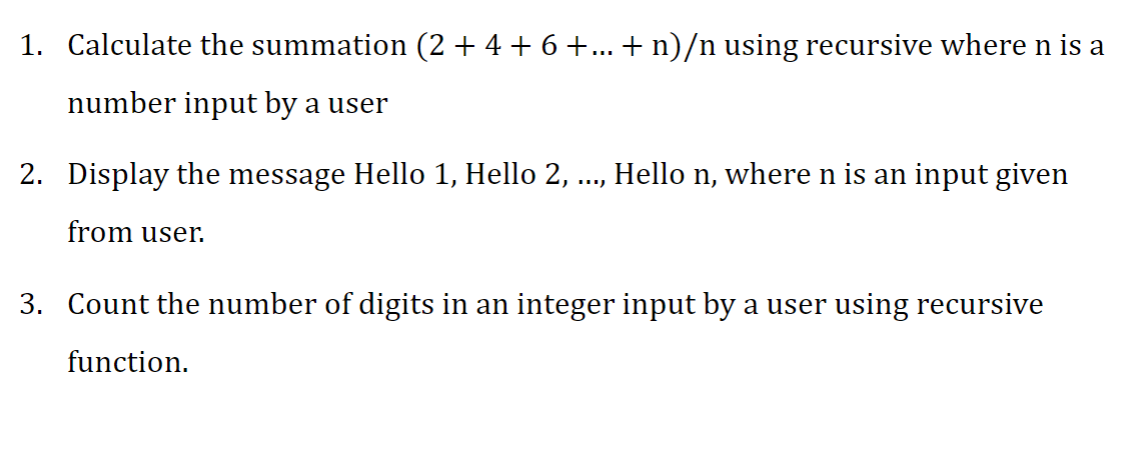 1. Calculate the summation (2 + 4 + 6 +... + n)/n using recursive where n is a
number input by a user
2. Display the message Hello 1, Hello 2, ..., Hello n, where n is an input given
from user.
3. Count the number of digits in an integer input by a user using recursive
function.